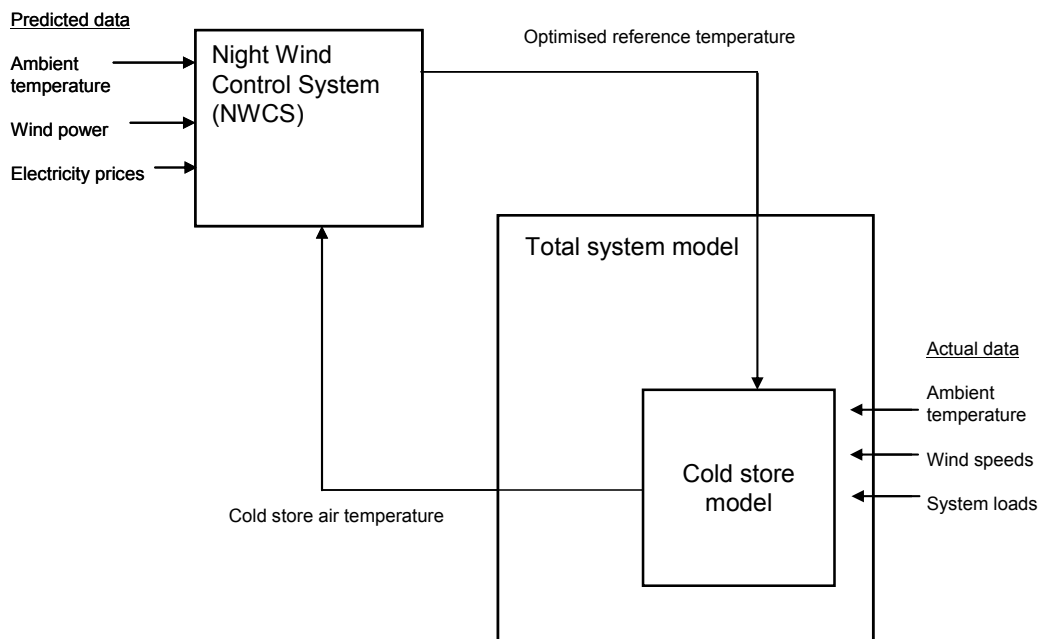 Predicted data
Ambient
temperature
Wind power
Electricity prices
Night Wind
Control System
(NWCS)
Optimised reference temperature
Total system model
Actual data
Ambient
temperature
Wind speeds
System loads
Cold store
model
Cold store air temperature